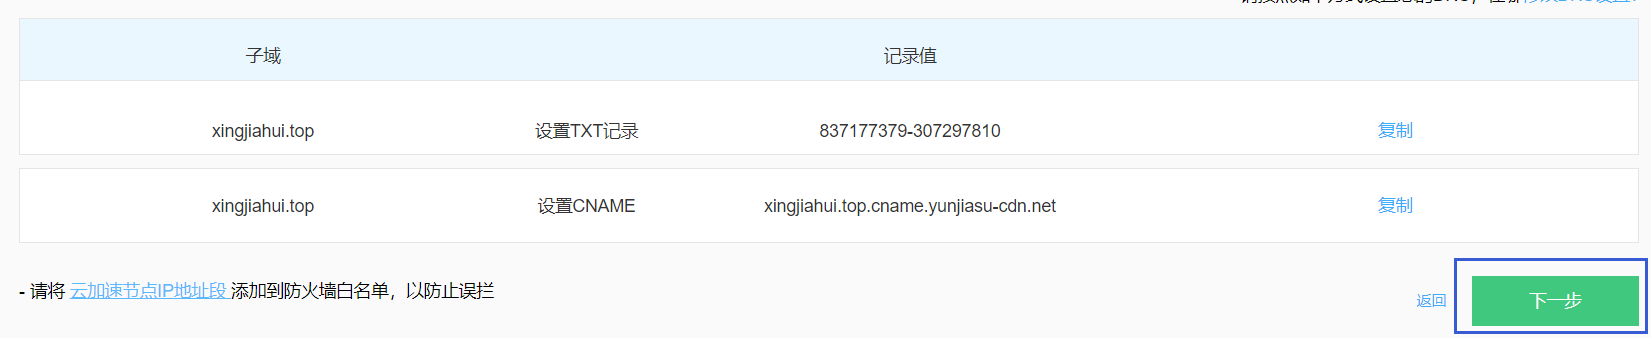 子域 记录值
xingjiahui.top 设置TXT记录 837177379-307297810 复制
xingjiahui.top 设置CNAME xingjiahui.top.cname.yunjiasu-cdn.net 复制
- 请将 云加速节点IP地址段 添加到防火墙白名单，以防止误拦
返回 下一步